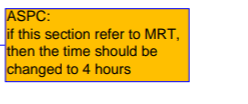 ASPC:
if this section refer to MRT,
then the time should be
changed to 4 hours